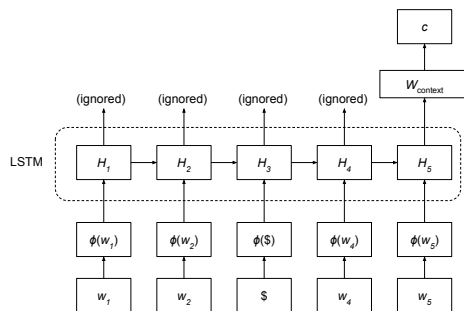 c
W_context
(ignored) (ignored) (ignored) (ignored)
LSTM H_1 H_2 H_3 H_4 H_5
ϕ(w_1) ϕ(w_2) ϕ($) ϕ(w_4) ϕ(w_5)
w_1 w_2 $ w_4 w_5